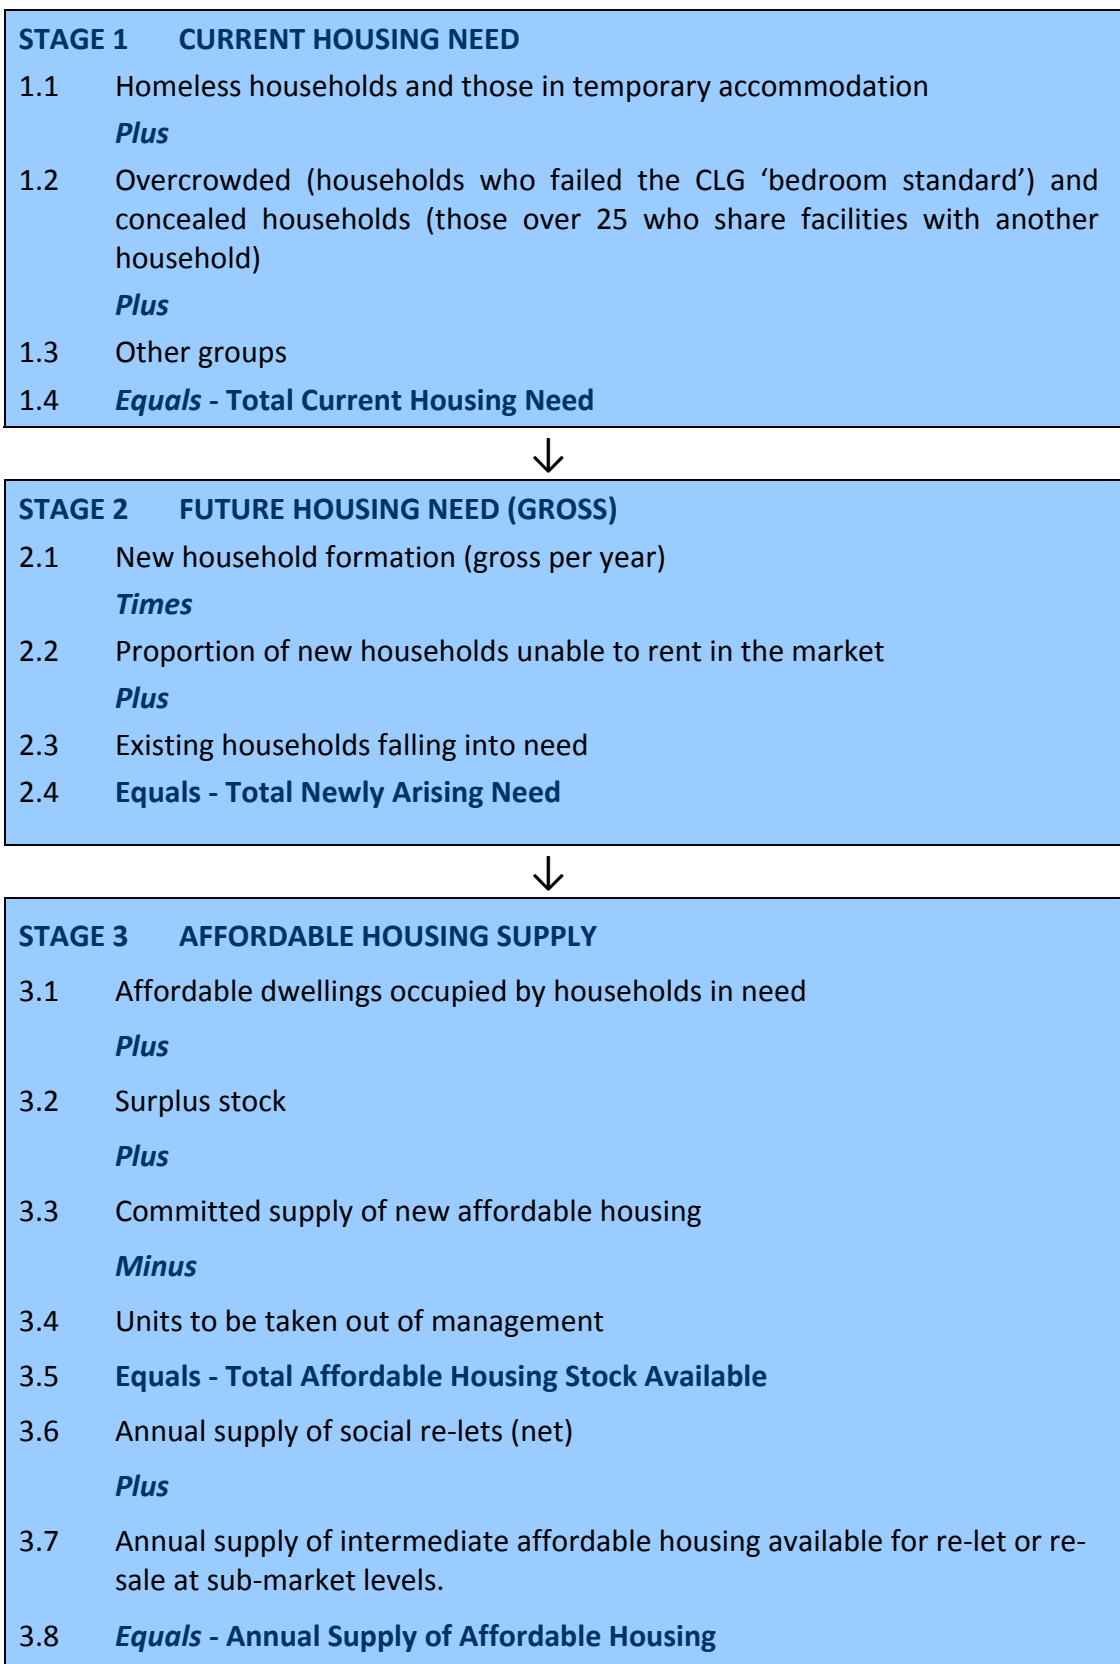 STAGE 1 CURRENT HOUSING NEED
1.1 Homeless households and those in temporary accommodation
Plus
1.2 Overcrowded (households who failed the CLG ‘bedroom standard’) and
concealed households (those over 25 who share facilities with another
household)
Plus
1.3 Other groups
1.4 Equals - Total Current Housing Need
↓
STAGE 2 FUTURE HOUSING NEED (GROSS)
2.1 New household formation (gross per year)
Times
2.2 Proportion of new households unable to rent in the market
Plus
2.3 Existing households falling into need
2.4 Equals - Total Newly Arising Need
↓
STAGE 3 AFFORDABLE HOUSING SUPPLY
3.1 Affordable dwellings occupied by households in need
Plus
3.2 Surplus stock
Plus
3.3 Committed supply of new affordable housing
Minus
3.4 Units to be taken out of management
3.5 Equals - Total Affordable Housing Stock Available
3.6 Annual supply of social re-lets (net)
Plus
3.7 Annual supply of intermediate affordable housing available for re-let or re-
sale at sub-market levels.
3.8 Equals - Annual Supply of Affordable Housing